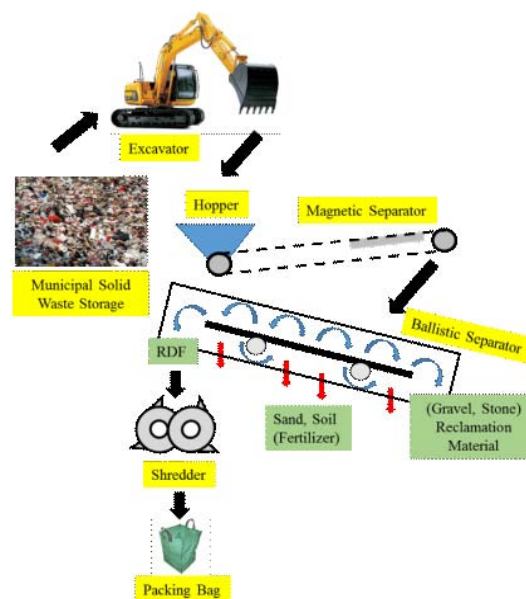 Excavator
Hopper
Magnetic Separator
Municipal Solid
Waste Storage
Ballistic Separator
RDF
Sand, Soil
(Fertilizer)
(Gravel, Stone)
Reclamation
Material
Shredder
Packing Bag